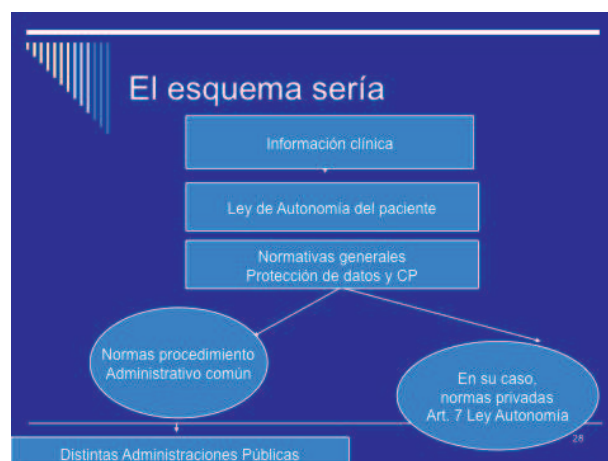 El esquema sería
Información clínica
Ley de Autonomía del paciente
Normativas generales
Protección de datos y CP
Normas procedimiento
Administrativo común
En su caso,
normas privadas
Art. 7 Ley Autonomía
28
Distintas Administraciones Públicas